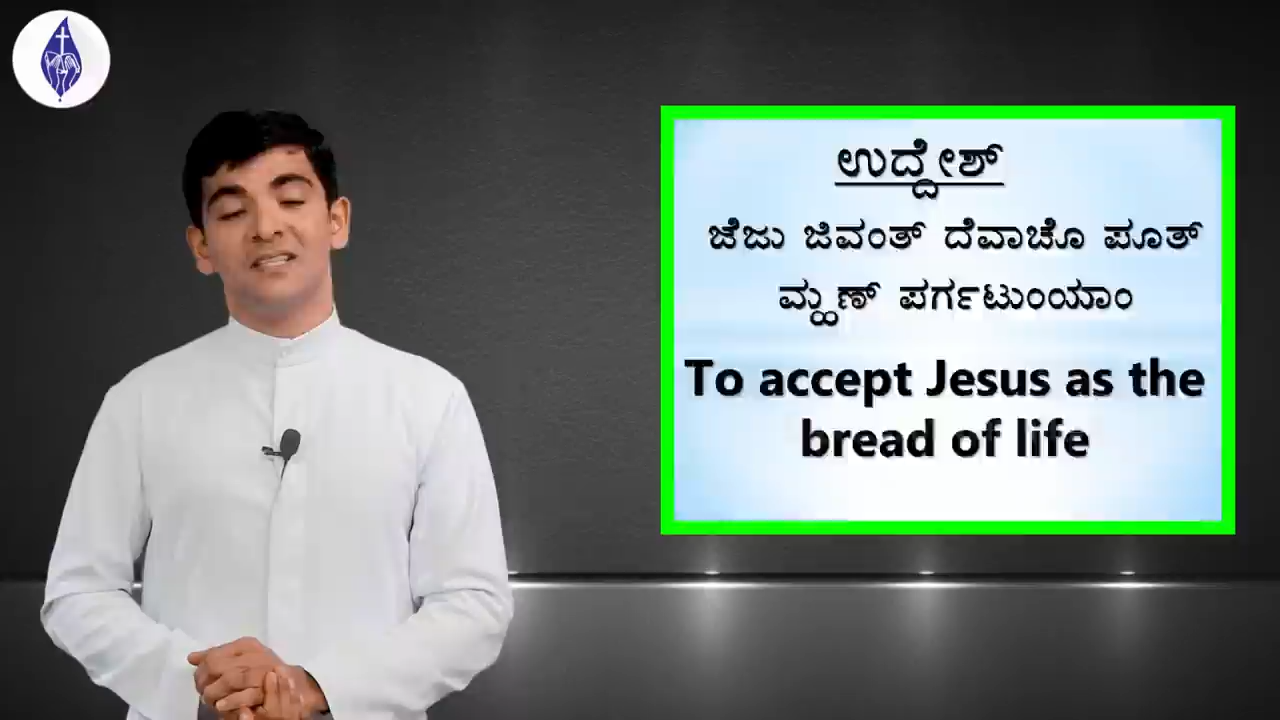 ಉದ್ದೇಶ್
ಜೆಜು ಜಿವಂತ್ ದೆವಾಚೊ ಪೂತ್
ಮ್ಹಣ್ ಪರ್ಗಟುಂಯಾಂ
To accept Jesus as the
bread of life